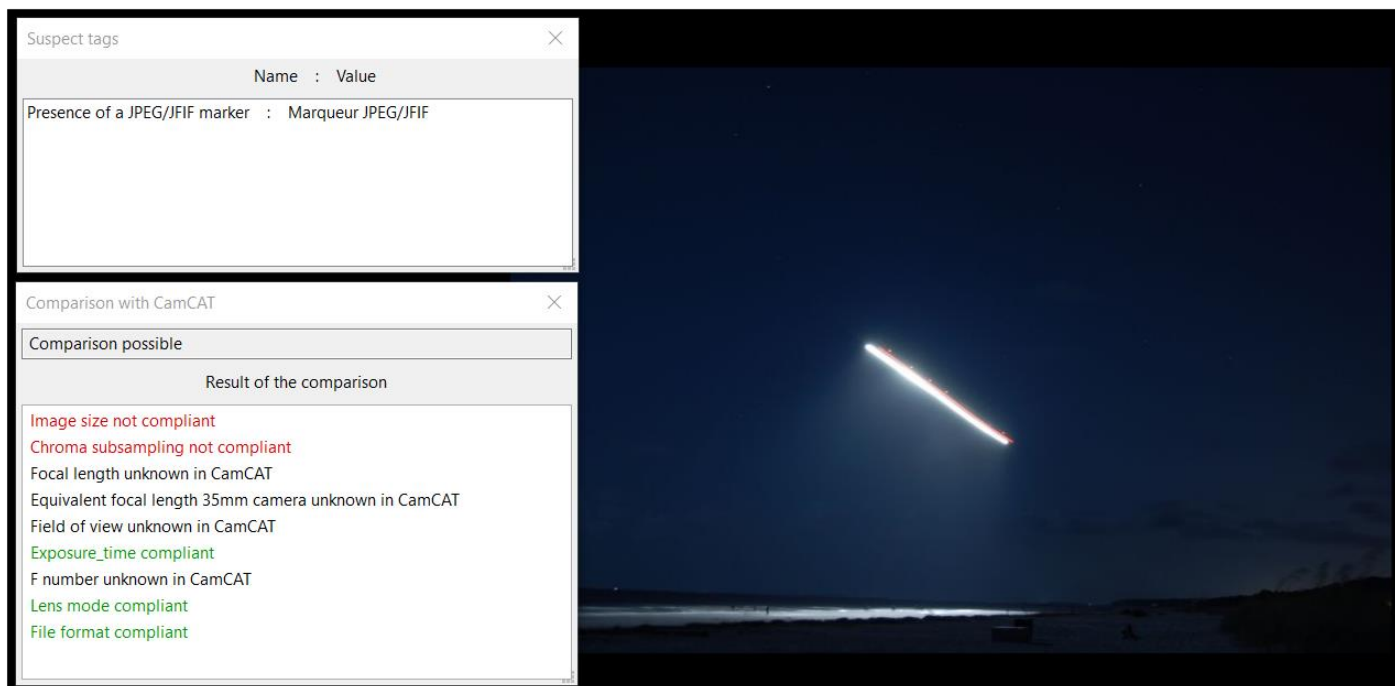 Suspect tags
Name : Value
Presence of a JPEG/JFIF marker : Marqueur JPEG/JFIF
Comparison with CamCAT
Comparison possible
Result of the comparison
Image size not compliant
Chroma subsampling not compliant
Focal length unknown in CamCAT
Equivalent focal length 35mm camera unknown in CamCAT
Field of view unknown in CamCAT
Exposure_time compliant
F number unknown in CamCAT
Lens mode compliant
File format compliant